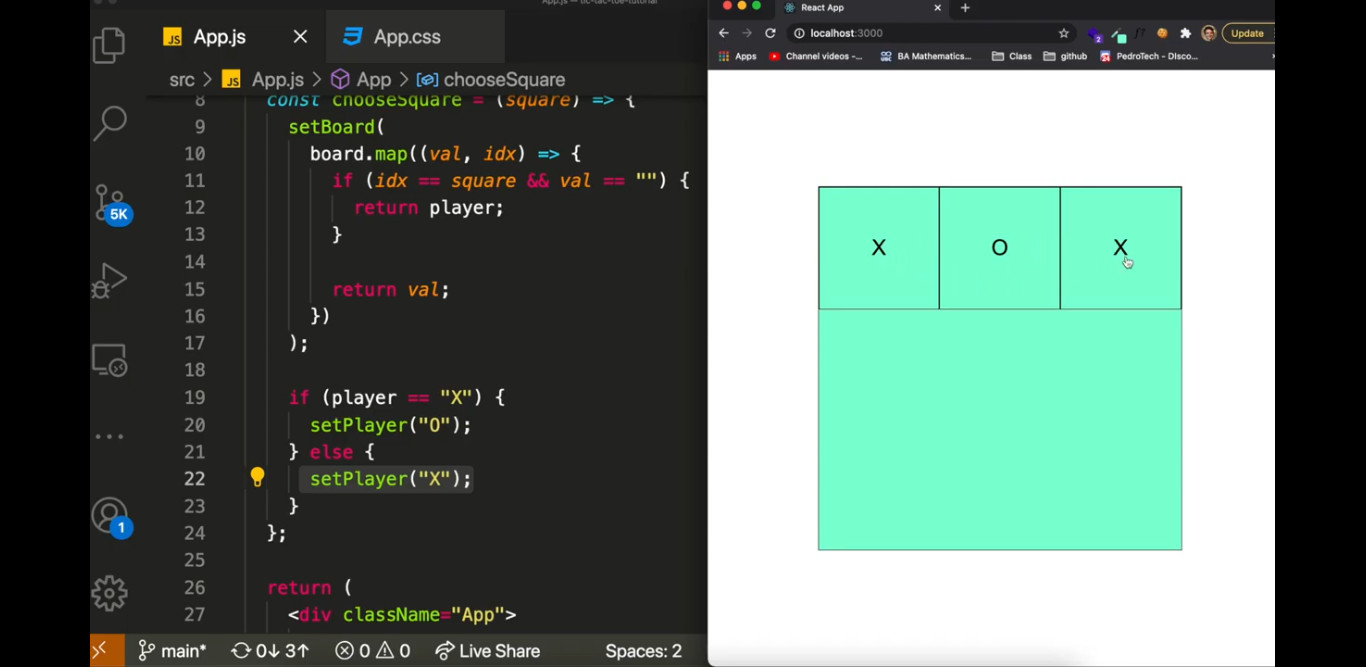 App.js — tic-tac-toe-tutorial
App.js
App.css
src > App.js > App > chooseSquare
8 const chooseSquare = (square) => {
9 setBoard(
10 board.map((val, idx) => {
11 if (idx == square && val == "") {
12 return player;
13 }
14
15 return val;
16 })
17 );
18
19 if (player == "X") {
20 setPlayer("O");
21 } else {
22 setPlayer("X");
23 }
24 };
25
26 return (
27 <div className="App">
5K
1
main* 0↓ 3↑ 0 0 Live Share Spaces: 2
React App
localhost:3000
2
Update
Apps Channel videos -... BA Mathematics... Class github PedroTech - DIsco...
X O X